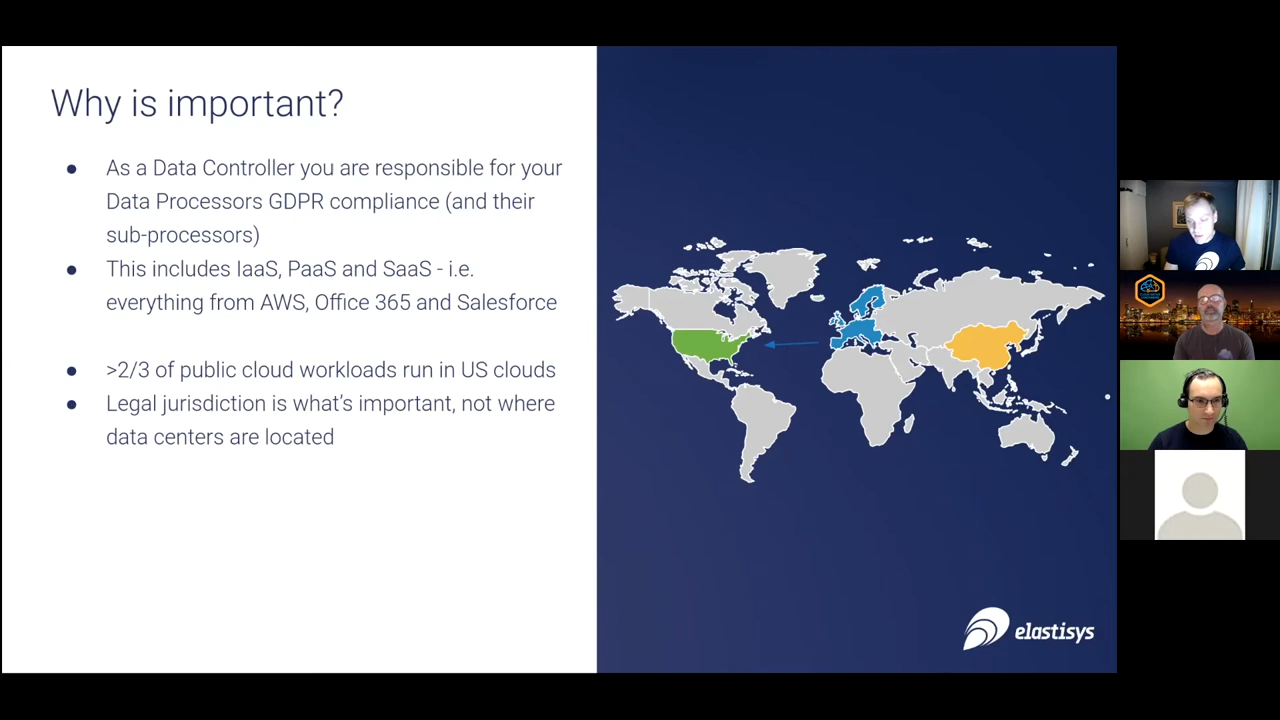 Why is important?
● As a Data Controller you are responsible for your
Data Processors GDPR compliance (and their
sub-processors)
● This includes IaaS, PaaS and SaaS - i.e.
everything from AWS, Office 365 and Salesforce
● >2/3 of public cloud workloads run in US clouds
● Legal jurisdiction is what's important, not where
data centers are located
elastisys